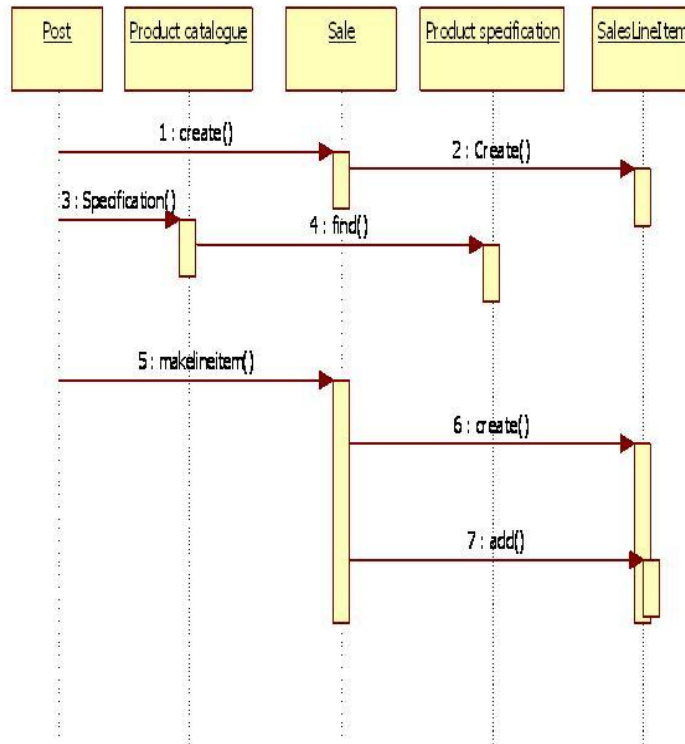 Post
Product catalogue
Sale
Product specification
SalesLineItem
1 : create()
2 : Create()
3 : Specification()
4 : find()
5 : makelineitem()
6 : create()
7 : add()